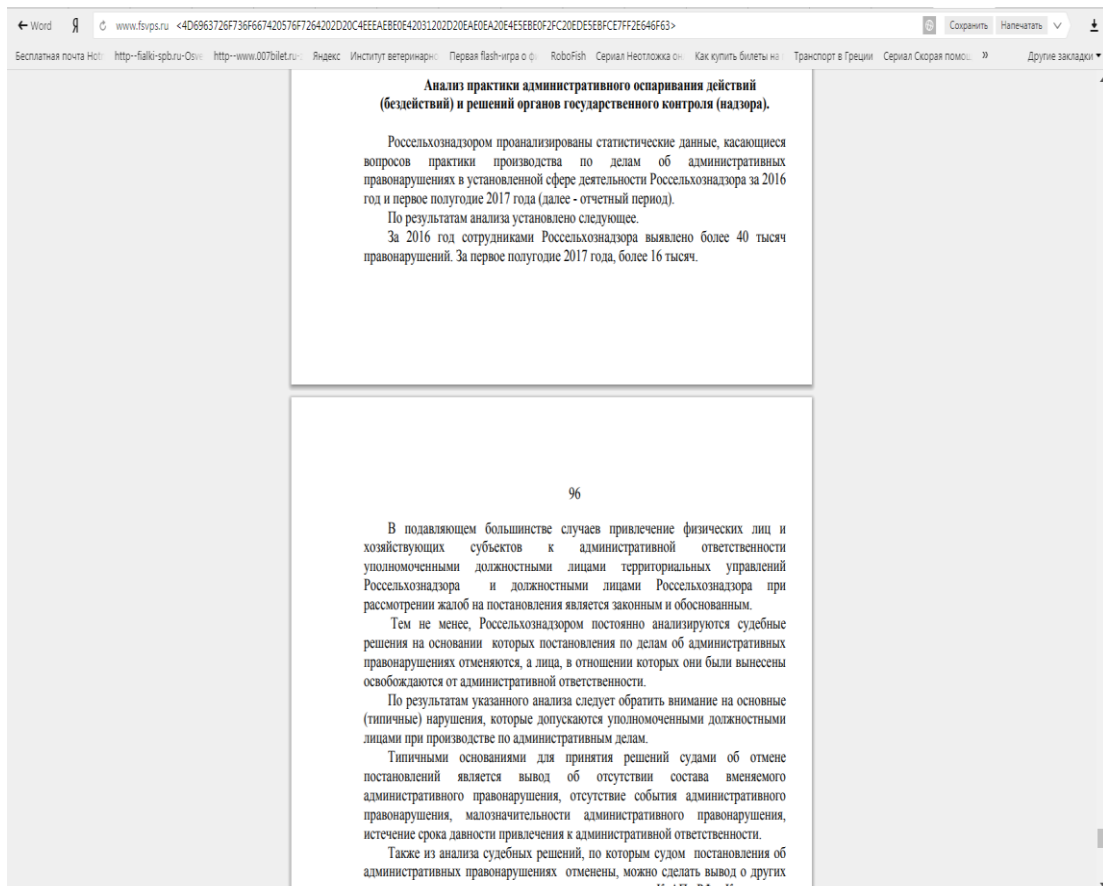 ← Word Я www.fsvps.ru <4D6963726F736F667420576F7264202D20C4EEEAEBE0E42031202D20EAE0EA20E4E5EBE0F2FC20EDE5EBFCE7FF2E646F63> Сохранить Напечатать
Бесплатная почта Hot http--fialki-spb.ru-Osve http--www.007bilet.ru- Яндекс Институт ветеринарно Первая flash-игра о ф RoboFish Сериал Неотложка он Как купить билеты на Транспорт в Греции Сериал Скорая помощ » Другие закладки
Анализ практики административного оспаривания действий
(бездействий) и решений органов государственного контроля (надзора).
Россельхознадзором проанализированы статистические данные, касающиеся
вопросов практики производства по делам об административных
правонарушениях в установленной сфере деятельности Россельхознадзора за 2016
год и первое полугодие 2017 года (далее - отчетный период).
По результатам анализа установлено следующее.
За 2016 год сотрудниками Россельхознадзора выявлено более 40 тысяч
правонарушений. За первое полугодие 2017 года, более 16 тысяч.
96
В подавляющем большинстве случаев привлечение физических лиц и
хозяйствующих субъектов к административной ответственности
уполномоченными должностными лицами территориальных управлений
Россельхознадзора и должностными лицами Россельхознадзора при
рассмотрении жалоб на постановления является законным и обоснованным.
Тем не менее, Россельхознадзором постоянно анализируются судебные
решения на основании которых постановления по делам об административных
правонарушениях отменяются, а лица, в отношении которых они были вынесены
освобождаются от административной ответственности.
По результатам указанного анализа следует обратить внимание на основные
(типичные) нарушения, которые допускаются уполномоченными должностными
лицами при производстве по административным делам.
Типичными основаниями для принятия решений судами об отмене
постановлений является вывод об отсутствии состава вменяемого
административного правонарушения, отсутствие события административного
правонарушения, малозначительности административного правонарушения,
истечение срока давности привлечения к административной ответственности.
Также из анализа судебных решений, по которым судом постановления об
административных правонарушениях отменены, можно сделать вывод о других